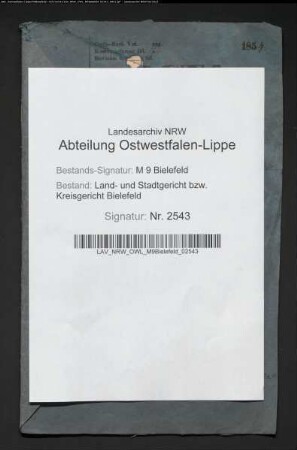 185
Landesarchiv NRW
Abteilung Ostwestfalen-Lippe
Bestands-Signatur: M 9 Bielefeld
Bestand: Land- und Stadtgericht bzw.
Kreisgericht Bielefeld
Signatur: Nr. 2543
LAV_NRW_OWL_M9Bielefeld_02543